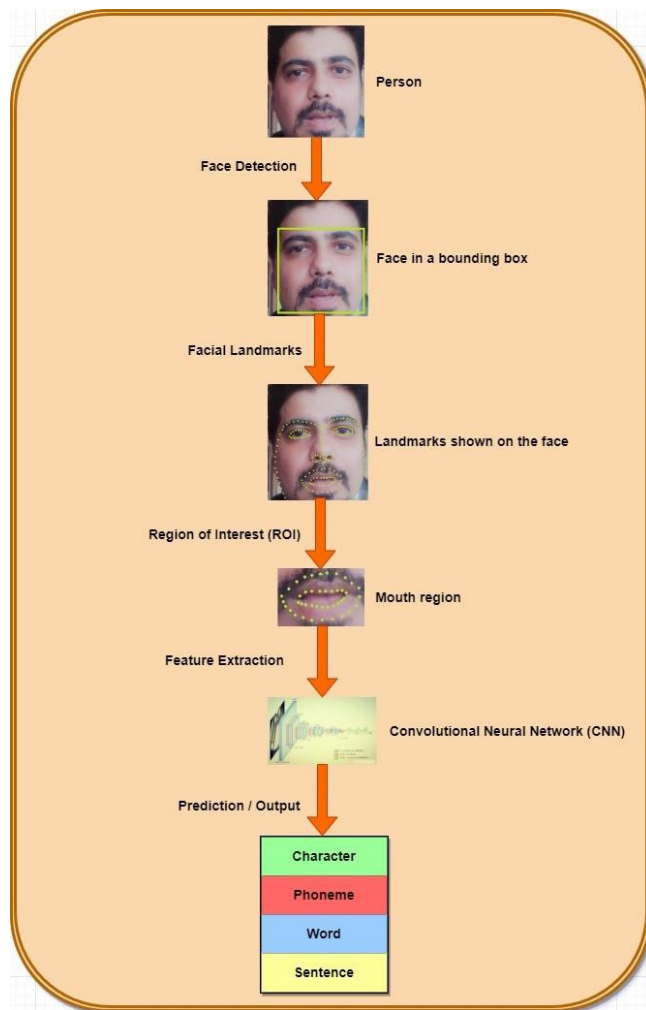 Person
Face Detection
Face in a bounding box
Facial Landmarks
Landmarks shown on the face
Region of Interest (ROI)
Mouth region
Feature Extraction
Convolutional Neural Network (CNN)
Prediction / Output
Character
Phoneme
Word
Sentence